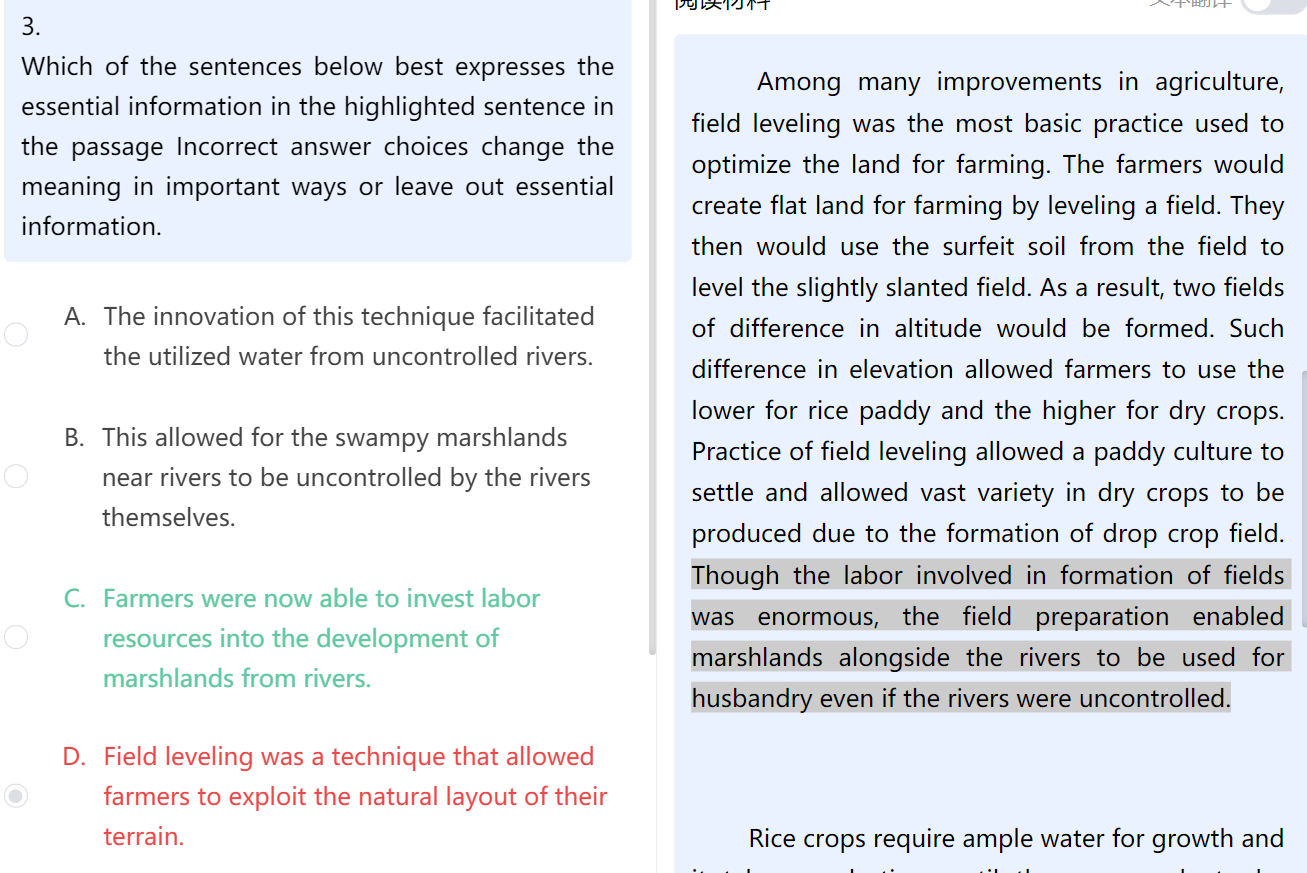 3.
Which of the sentences below best expresses the
essential information in the highlighted sentence in
the passage Incorrect answer choices change the
meaning in important ways or leave out essential
information.
A. The innovation of this technique facilitated
the utilized water from uncontrolled rivers.
B. This allowed for the swampy marshlands
near rivers to be uncontrolled by the rivers
themselves.
C. Farmers were now able to invest labor
resources into the development of
marshlands from rivers.
D. Field leveling was a technique that allowed
farmers to exploit the natural layout of their
terrain.
阅读材料
文本翻译
Among many improvements in agriculture,
field leveling was the most basic practice used to
optimize the land for farming. The farmers would
create flat land for farming by leveling a field. They
then would use the surfeit soil from the field to
level the slightly slanted field. As a result, two fields
of difference in altitude would be formed. Such
difference in elevation allowed farmers to use the
lower for rice paddy and the higher for dry crops.
Practice of field leveling allowed a paddy culture to
settle and allowed vast variety in dry crops to be
produced due to the formation of drop crop field.
Though the labor involved in formation of fields
was enormous, the field preparation enabled
marshlands alongside the rivers to be used for
husbandry even if the rivers were uncontrolled.
Rice crops require ample water for growth and